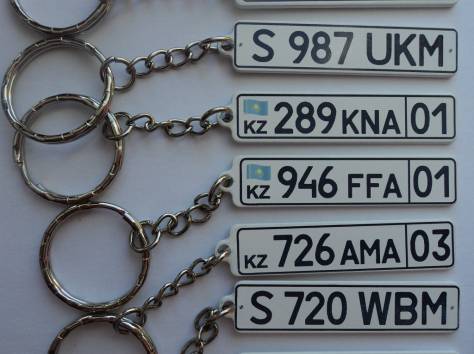 S 987 UKM
KZ 289 KNA 01
KZ 946 FFA 01
KZ 726 AMA 03
S 720 WBM